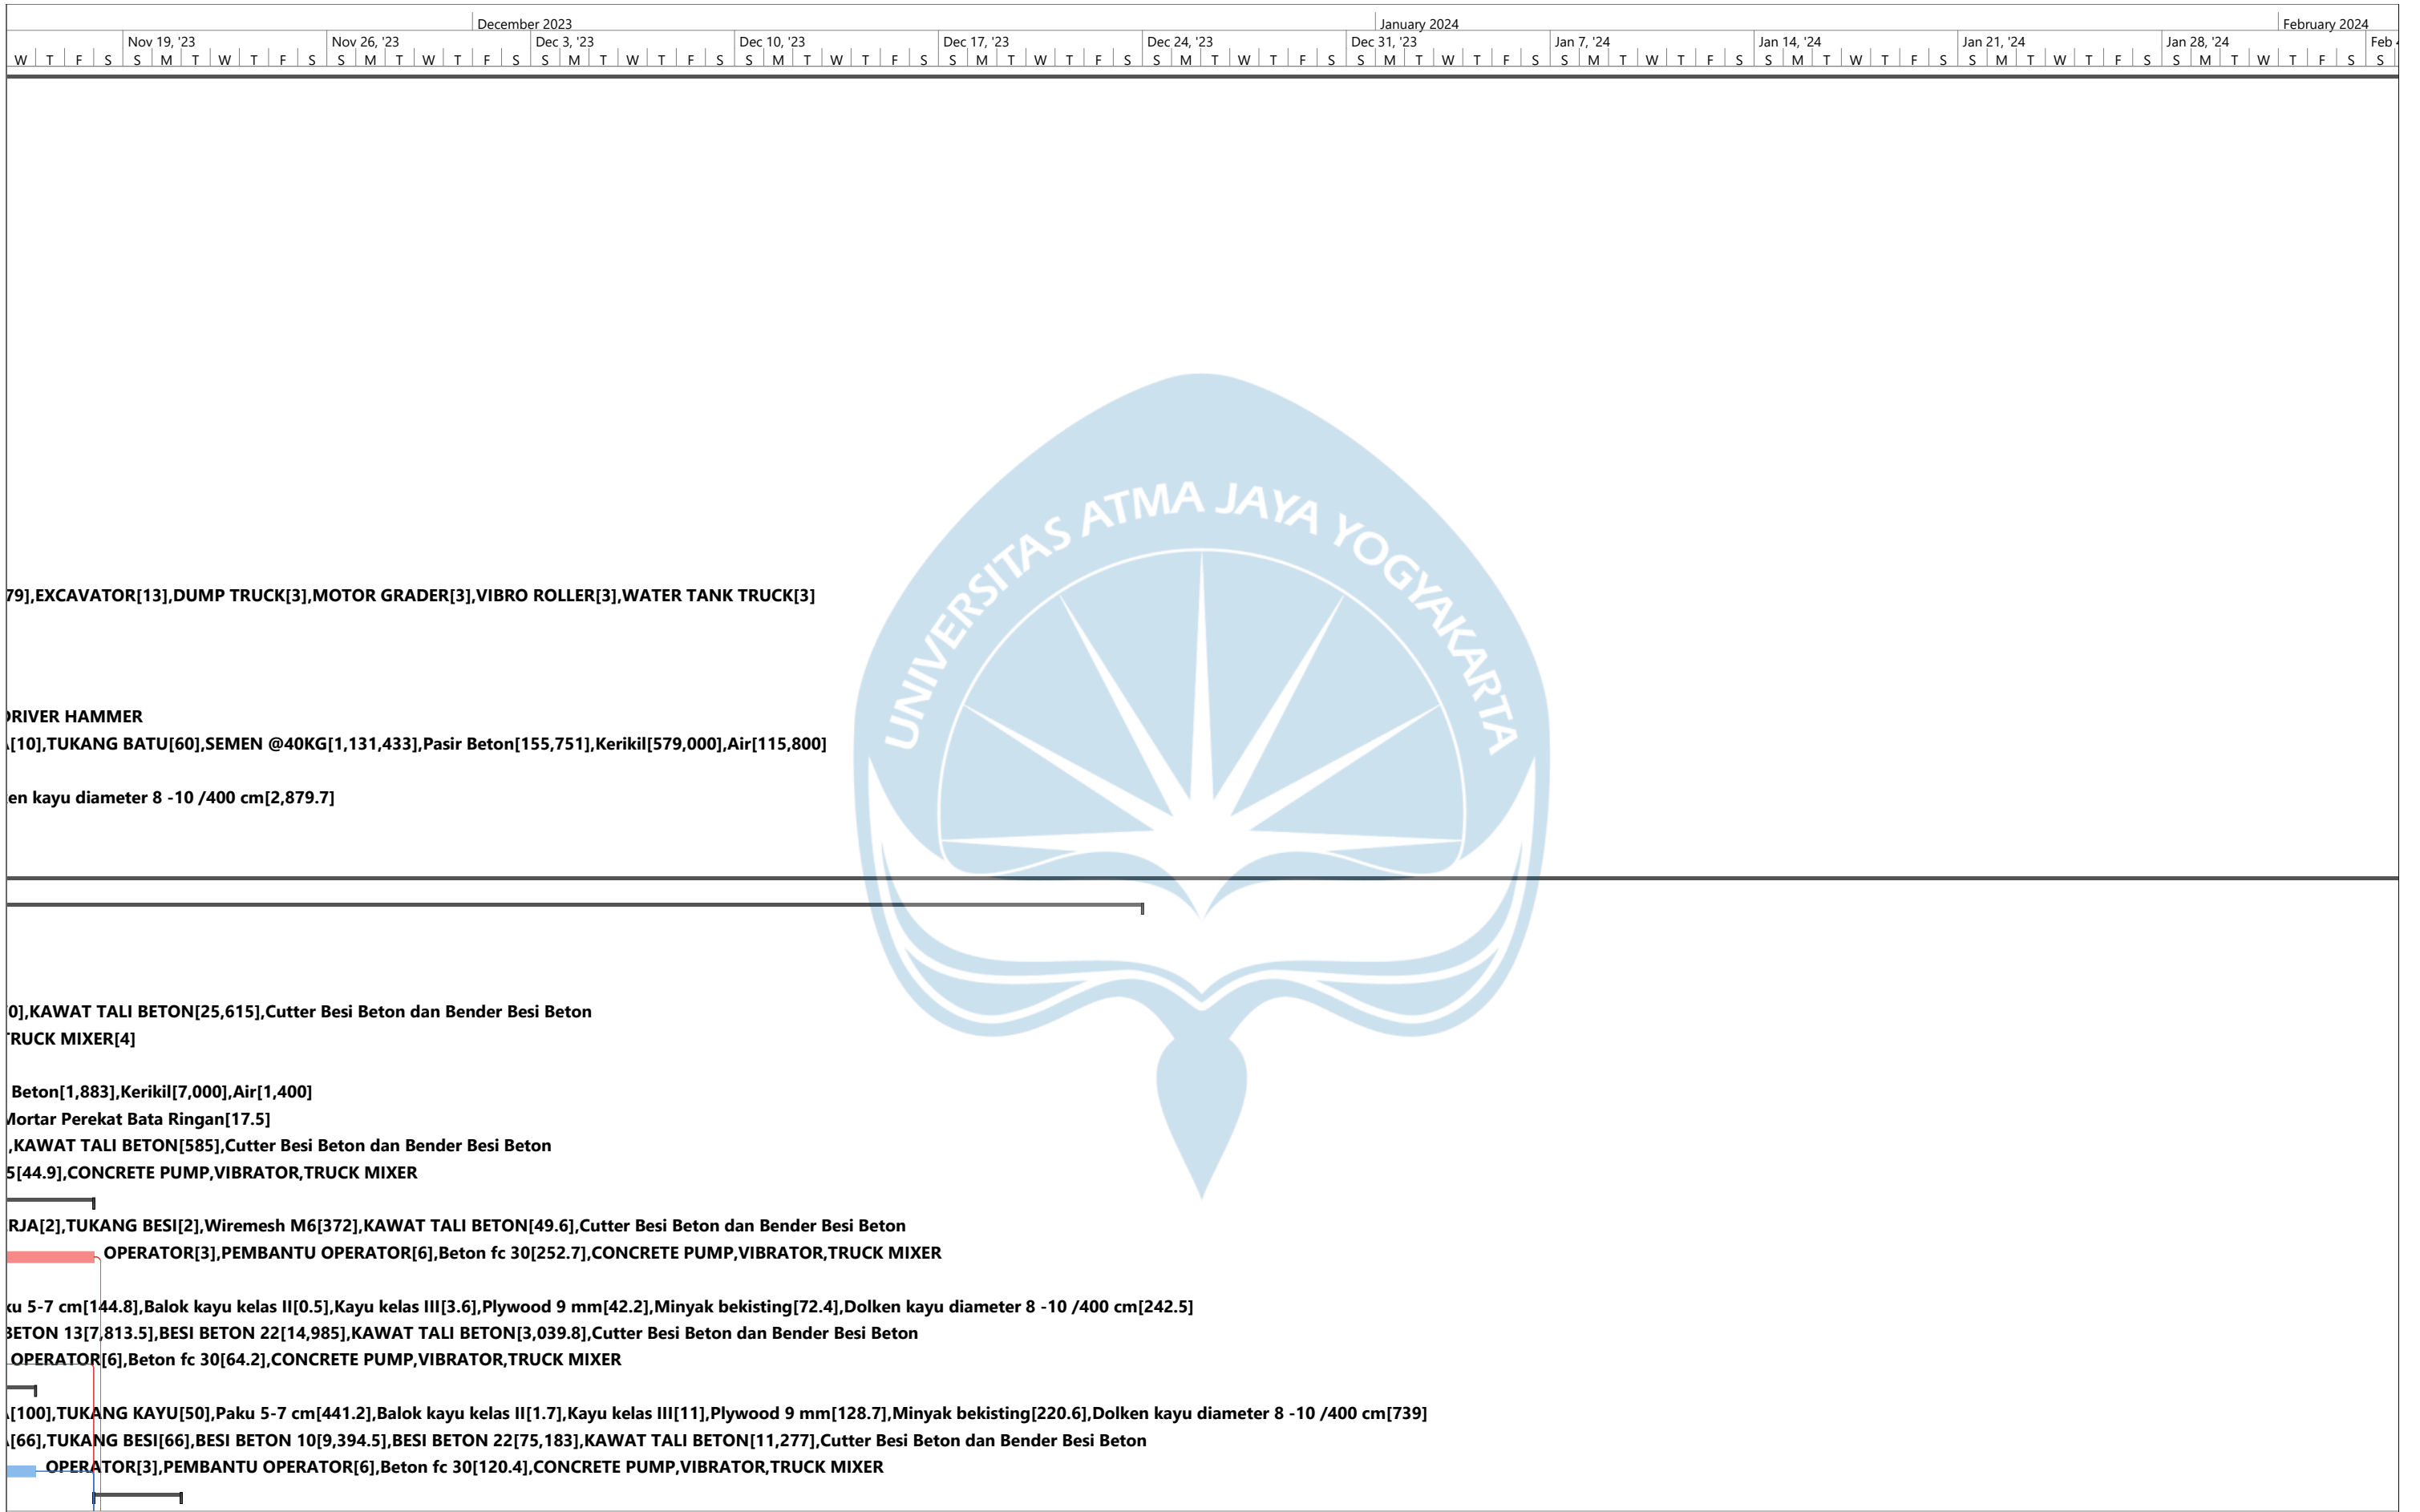 December 2023 January 2024 February 2024
Nov 19, '23 Nov 26, '23 Dec 3, '23 Dec 10, '23 Dec 17, '23 Dec 24, '23 Dec 31, '23 Jan 7, '24 Jan 14, '24 Jan 21, '24 Jan 28, '24 Feb
W T F S S M T W T F S S M T W T F S S M T W T F S S M T W T F S S M T W T F S S M T W T F S S M T W T F S S M T W T F S S M T W T F S S M T W T F S S M T W T F S S
UNIVERSITAS ATMA JAYA YOGYAKARTA
79],EXCAVATOR[13],DUMP TRUCK[3],MOTOR GRADER[3],VIBRO ROLLER[3],WATER TANK TRUCK[3]
RIVER HAMMER
[10],TUKANG BATU[60],SEMEN @40KG[1,131,433],Pasir Beton[155,751],Kerikil[579,000],Air[115,800]
en kayu diameter 8 -10 /400 cm[2,879.7]
0],KAWAT TALI BETON[25,615],Cutter Besi Beton dan Bender Besi Beton
TRUCK MIXER[4]
Beton[1,883],Kerikil[7,000],Air[1,400]
Mortar Perekat Bata Ringan[17.5]
,KAWAT TALI BETON[585],Cutter Besi Beton dan Bender Besi Beton
5[44.9],CONCRETE PUMP,VIBRATOR,TRUCK MIXER
RJA[2],TUKANG BESI[2],Wiremesh M6[372],KAWAT TALI BETON[49.6],Cutter Besi Beton dan Bender Besi Beton
OPERATOR[3],PEMBANTU OPERATOR[6],Beton fc 30[252.7],CONCRETE PUMP,VIBRATOR,TRUCK MIXER
ku 5-7 cm[144.8],Balok kayu kelas II[0.5],Kayu kelas III[3.6],Plywood 9 mm[42.2],Minyak bekisting[72.4],Dolken kayu diameter 8 -10 /400 cm[242.5]
BETON 13[7,813.5],BESI BETON 22[14,985],KAWAT TALI BETON[3,039.8],Cutter Besi Beton dan Bender Besi Beton
OPERATOR[6],Beton fc 30[64.2],CONCRETE PUMP,VIBRATOR,TRUCK MIXER
[100],TUKANG KAYU[50],Paku 5-7 cm[441.2],Balok kayu kelas II[1.7],Kayu kelas III[11],Plywood 9 mm[128.7],Minyak bekisting[220.6],Dolken kayu diameter 8 -10 /400 cm[739]
[66],TUKANG BESI[66],BESI BETON 10[9,394.5],BESI BETON 22[75,183],KAWAT TALI BETON[11,277],Cutter Besi Beton dan Bender Besi Beton
OPERATOR[3],PEMBANTU OPERATOR[6],Beton fc 30[120.4],CONCRETE PUMP,VIBRATOR,TRUCK MIXER